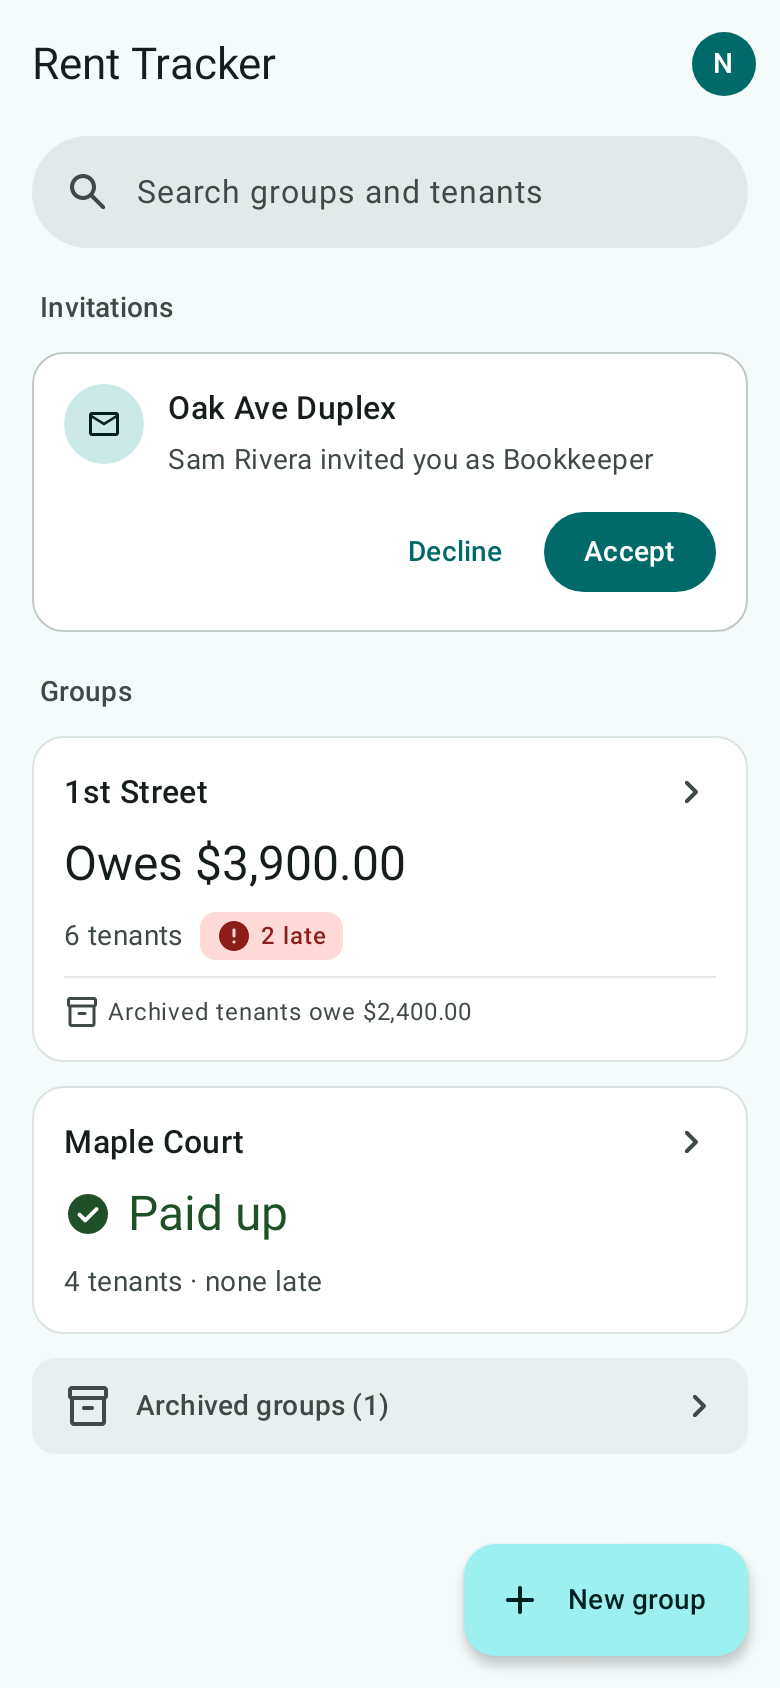 Rent Tracker
N
Search groups and tenants
Invitations
Oak Ave Duplex
Sam Rivera invited you as Bookkeeper
Decline
Accept
Groups
1st Street
Owes $3,900.00
6 tenants
2 late
Archived tenants owe $2,400.00
Maple Court
Paid up
4 tenants · none late
Archived groups (1)
New group